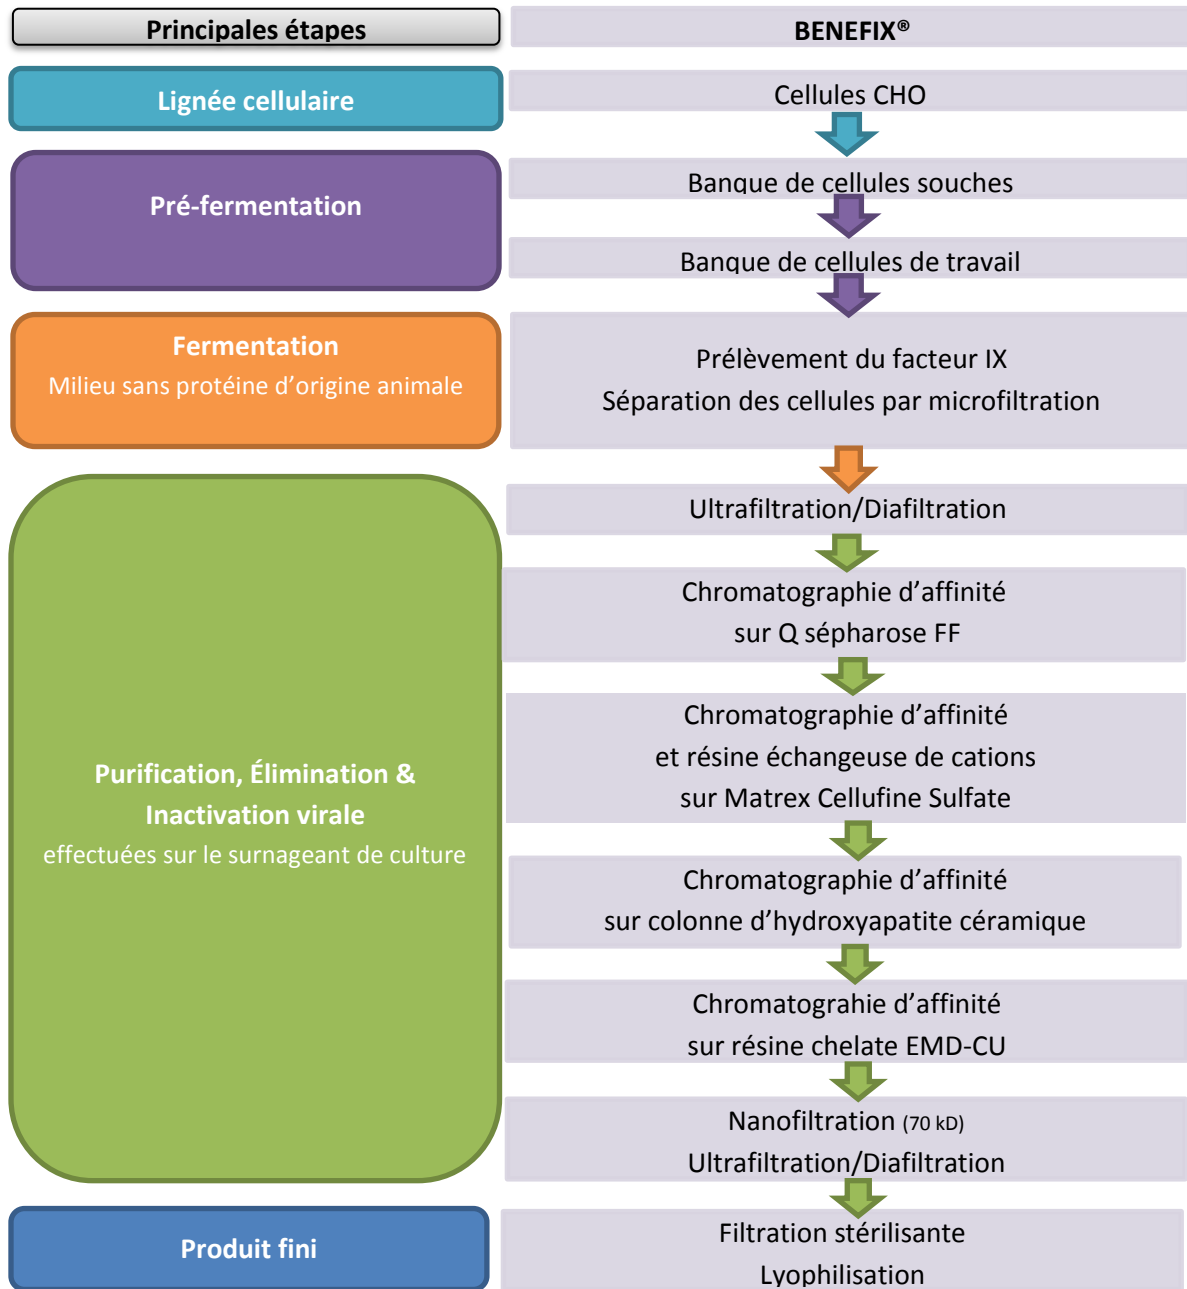 Principales étapes
BENEFIX®
Lignée cellulaire
Cellules CHO
Pré-fermentation
Banque de cellules souches
Banque de cellules de travail
Fermentation
Milieu sans protéine d'origine animale
Prélèvement du facteur IX
Séparation des cellules par microfiltration
Purification, Élimination &
Inactivation virale
effectuées sur le surnageant de culture
Ultrafiltration/Diafiltration
Chromatographie d'affinité
sur Q sépharose FF
Chromatographie d'affinité
et résine échangeuse de cations
sur Matrex Cellufine Sulfate
Chromatographie d'affinité
sur colonne d'hydroxyapatite céramique
Chromatograhie d'affinité
sur résine chelate EMD-CU
Nanofiltration (70 kD)
Ultrafiltration/Diafiltration
Produit fini
Filtration stérilisante
Lyophilisation